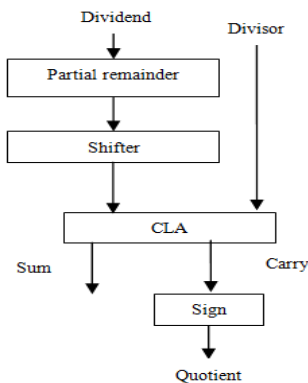 Dividend
Divisor
Partial remainder
Shifter
CLA
Sum
Carry
Sign
Quotient